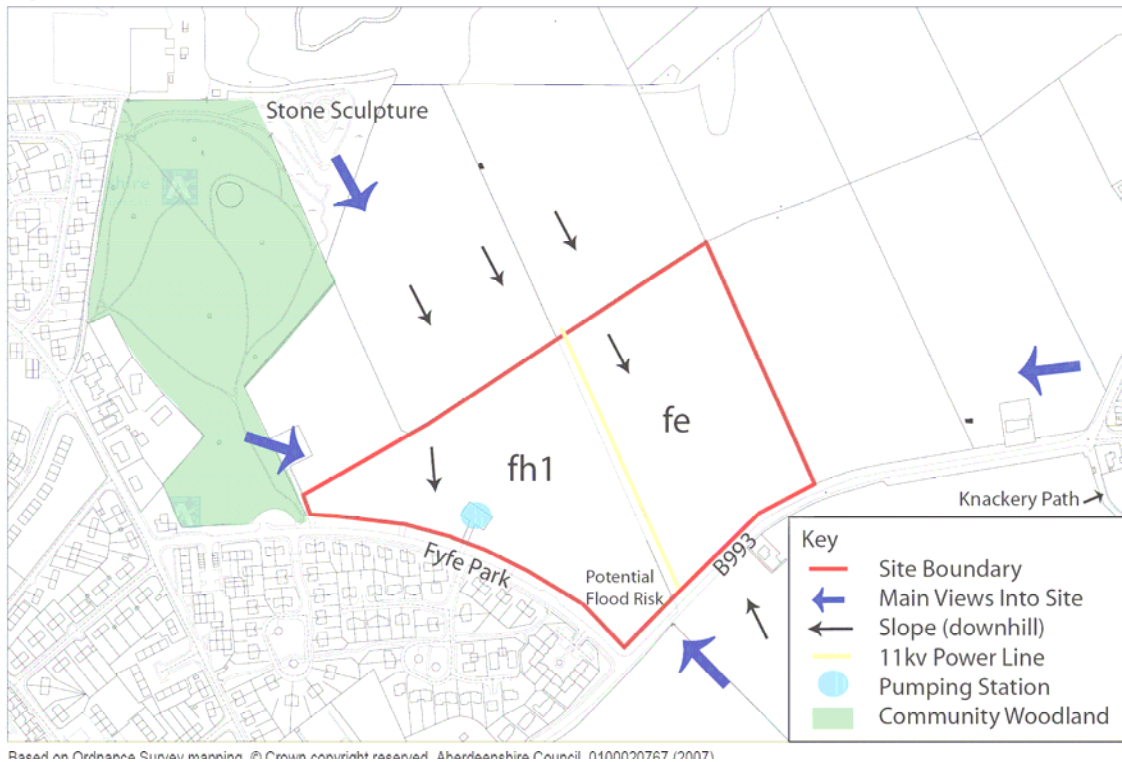 Stone Sculpture
fe
fh1
Knackery Path
Fyfe Park
B993
Potential
Flood Risk
Key
Site Boundary
Main Views Into Site
Slope (downhill)
11kv Power Line
Pumping Station
Community Woodland
Based on Ordnance Survey mapping. © Crown copyright reserved. Aberdeenshire Council. 0100020767 (2007)